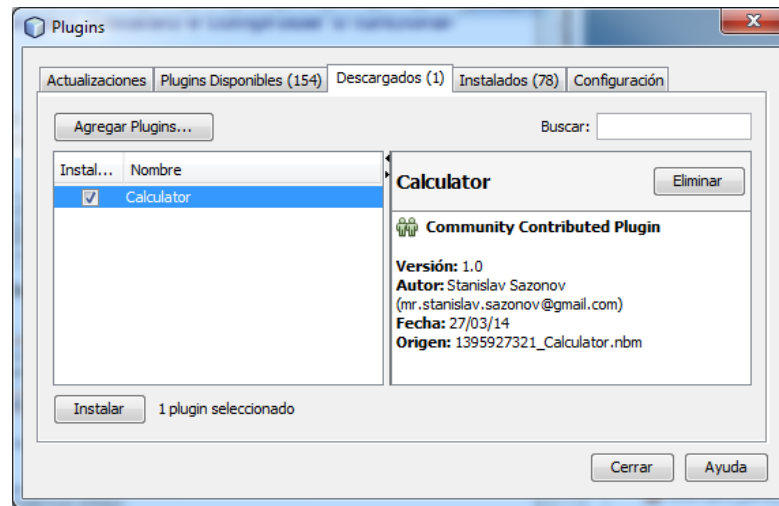 Plugins
Actualizaciones Plugins Disponibles (154) Descargados (1) Instalados (78) Configuración
Agregar Plugins... Buscar:
Instal... Nombre
Calculator
Calculator Eliminar
Community Contributed Plugin
Versión: 1.0
Autor: Stanislav Sazonov
(mr.stanislav.sazonov@gmail.com)
Fecha: 27/03/14
Origen: 1395927321_Calculator.nbm
Instalar 1 plugin seleccionado
Cerrar Ayuda